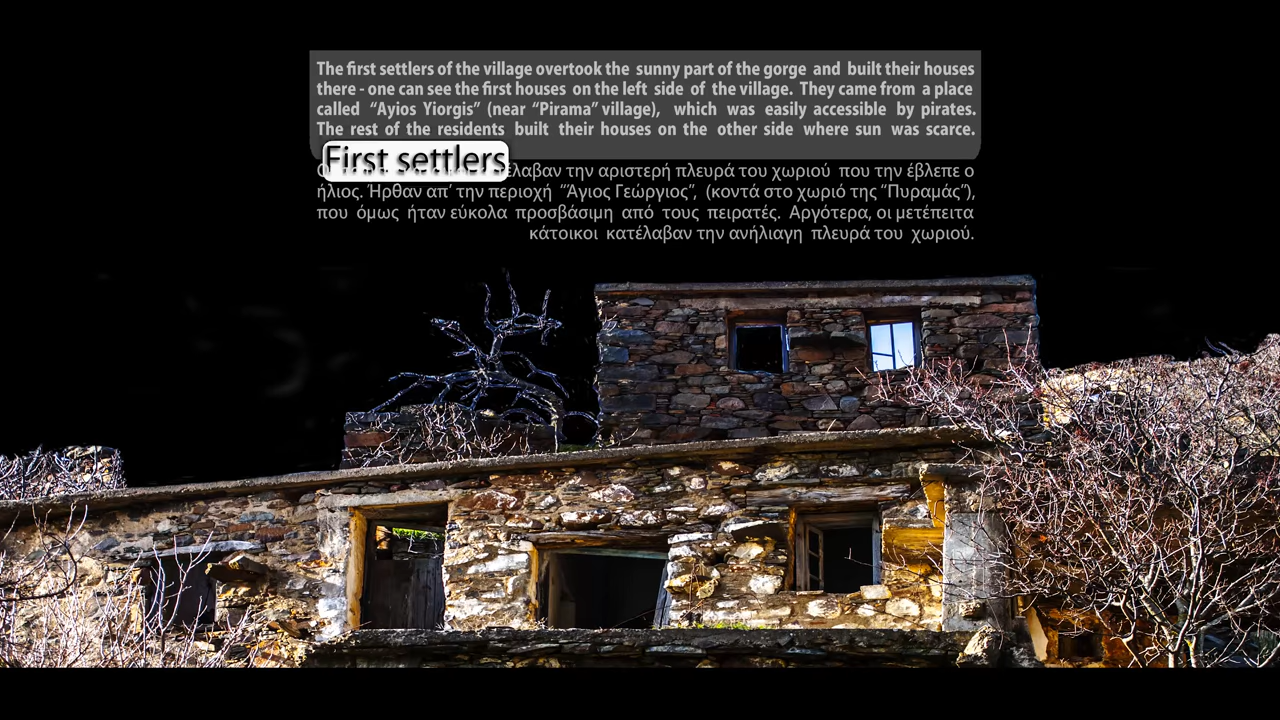 The first settlers of the village overtook the sunny part of the gorge and built their houses
there - one can see the first houses on the left side of the village. They came from a place
called “Ayios Yiorgis” (near “Pirama” village), which was easily accessible by pirates.
The rest of the residents built their houses on the other side where sun was scarce.
First settlers
την αριστερή πλευρά του χωριού που την έβλεπε ο
ήλιος. Ήρθαν απ’ την περιοχή “Άγιος Γεώργιος”, (κοντά στο χωριό της “Πυραμάς”),
που όμως ήταν εύκολα προσβάσιμη από τους πειρατές. Αργότερα, οι μετέπειτα
κάτοικοι κατέλαβαν την ανήλιαγη πλευρά του χωριού.